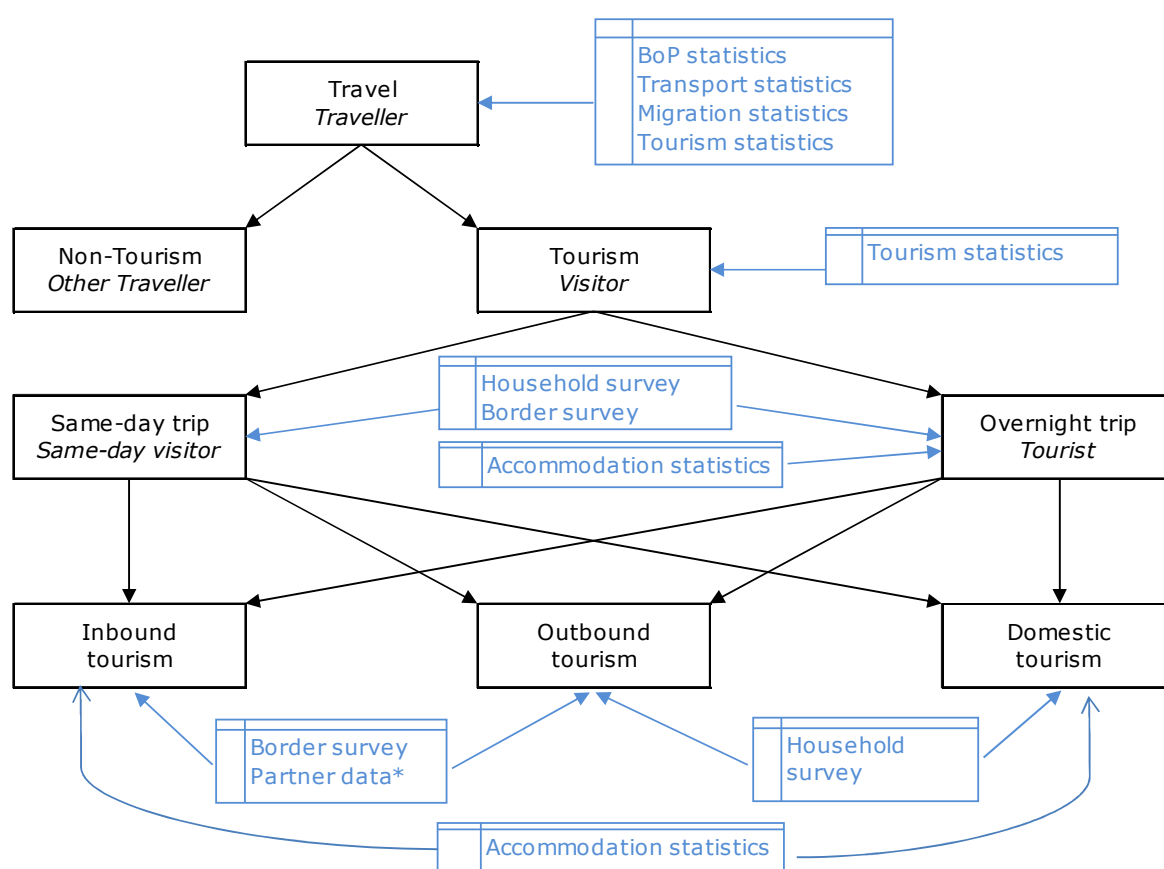 BoP statistics
Transport statistics
Migration statistics
Tourism statistics
Travel
Traveller
Non-Tourism
Other Traveller
Tourism
Visitor
Tourism statistics
Household survey
Border survey
Same-day trip
Same-day visitor
Overnight trip
Tourist
Accommodation statistics
Inbound
tourism
Outbound
tourism
Domestic
tourism
Border survey
Partner data*
Household
survey
Accommodation statistics